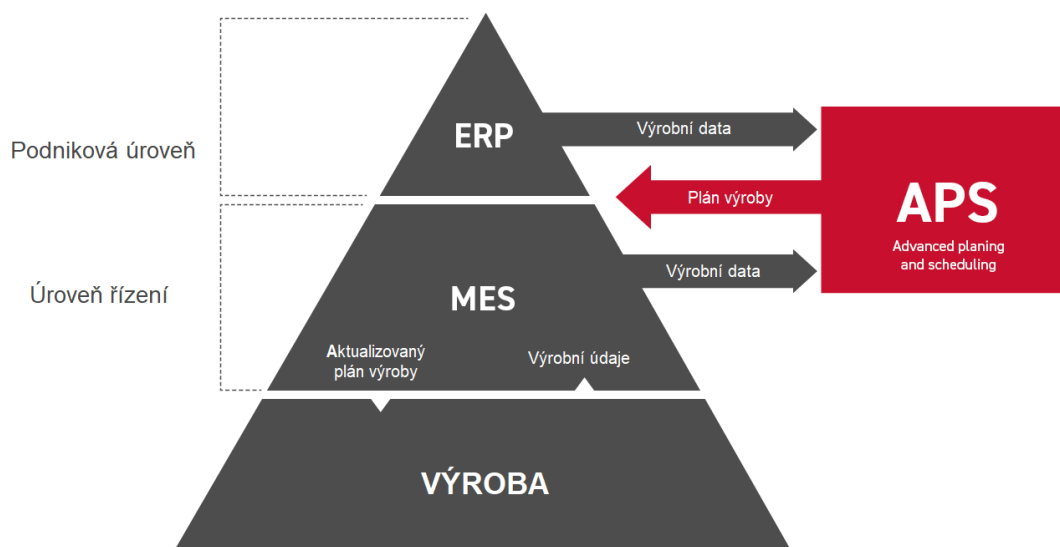 Podniková úroveň
ERP
Výrobní data
Plán výroby
APS
Advanced planing
and scheduling
Úroveň řízení
MES
Výrobní data
Aktualizovaný
plán výroby
Výrobní údaje
VÝROBA